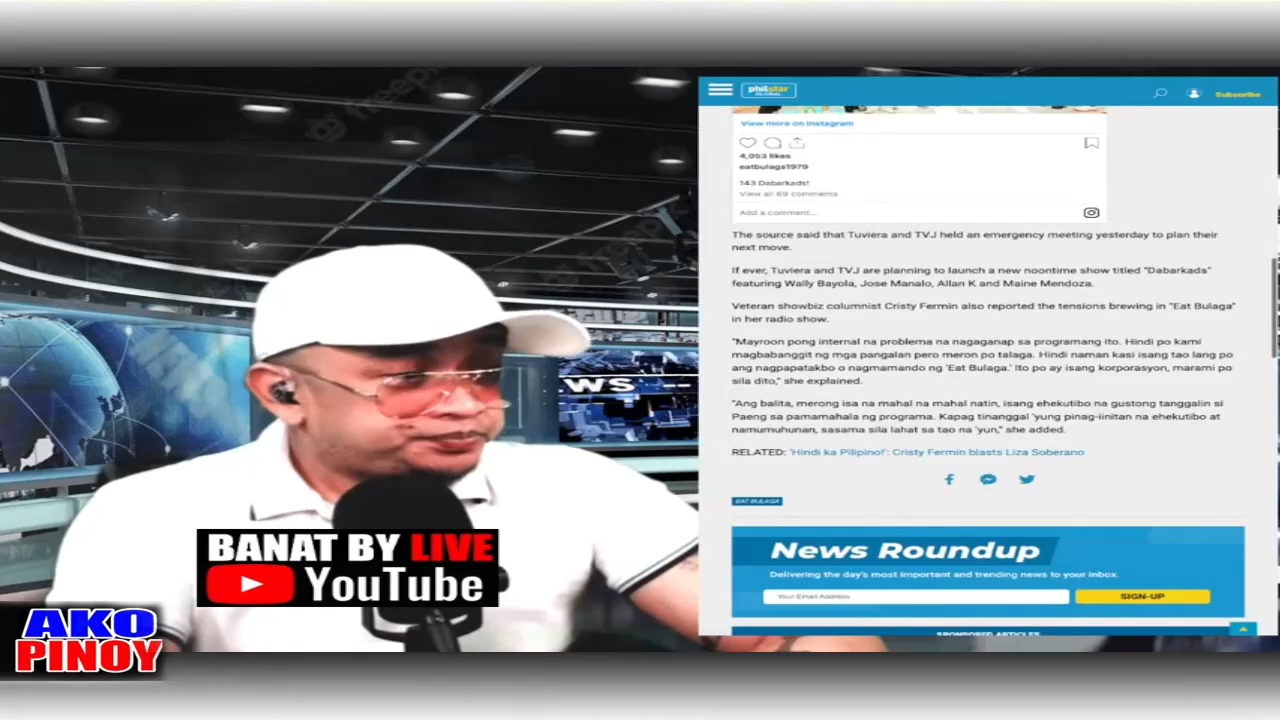 philstar
GLOBAL
Subscribe
View more on Instagram
4,053 likes
eatbulaga1979
143 Dabarkads!
View all 69 comments
Add a comment...
The source said that Tuviera and TVJ held an emergency meeting yesterday to plan their
next move.
If ever, Tuviera and TVJ are planning to launch a new noontime show titled "Dabarkads"
featuring Wally Bayola, Jose Manalo, Allan K and Maine Mendoza.
Veteran showbiz columnist Cristy Fermin also reported the tensions brewing in "Eat Bulaga"
in her radio show.
"Mayroon pong internal na problema na nagaganap sa programang ito. Hindi po kami
magbabanggit ng mga pangalan pero meron po talaga. Hindi naman kasi isang tao lang po
ang nagpapatakbo o nagmamando ng 'Eat Bulaga.' Ito po ay isang korporasyon, marami po
sila dito," she explained.
"Ang balita, merong isa na mahal na mahal natin, isang ehekutibo na gustong tanggalin si
Paeng sa pamamahala ng programa. Kapag tinanggal 'yung pinag-iinitan na ehekutibo at
namumuhunan, sasama sila lahat sa tao na 'yun," she added.
RELATED: 'Hindi ka Pilipino!': Cristy Fermin blasts Liza Soberano
EAT BULAGA
News Roundup
Delivering the day's most important and trending news to your inbox.
Your Email Address
SIGN-UP
SPONSORED ARTICLES
WS --
BANAT BY LIVE
YouTube
AKO
PINOY